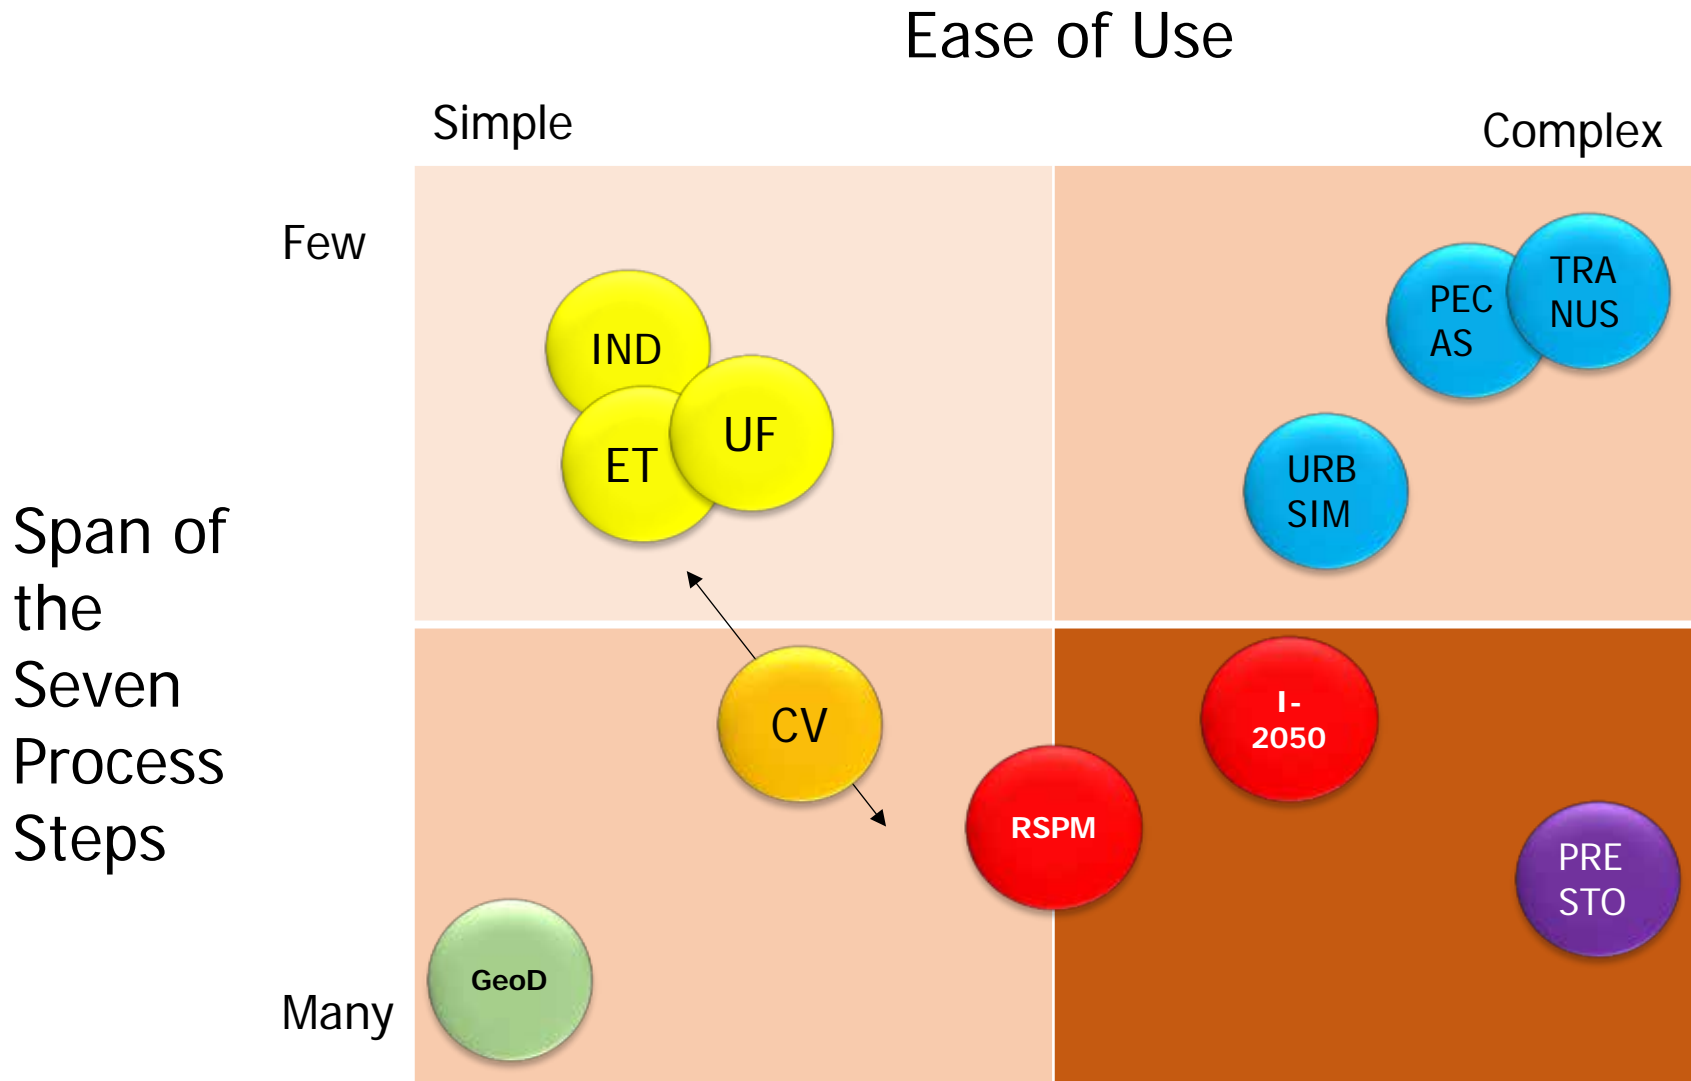 Ease of Use
Simple
Complex
Few
IND
ET
UF
PEC
AS
TRA
NUS
URB
SIM
Span of
the
Seven
Process
Steps
CV
I-
2050
RSPM
PRE
STO
GeoD
Many